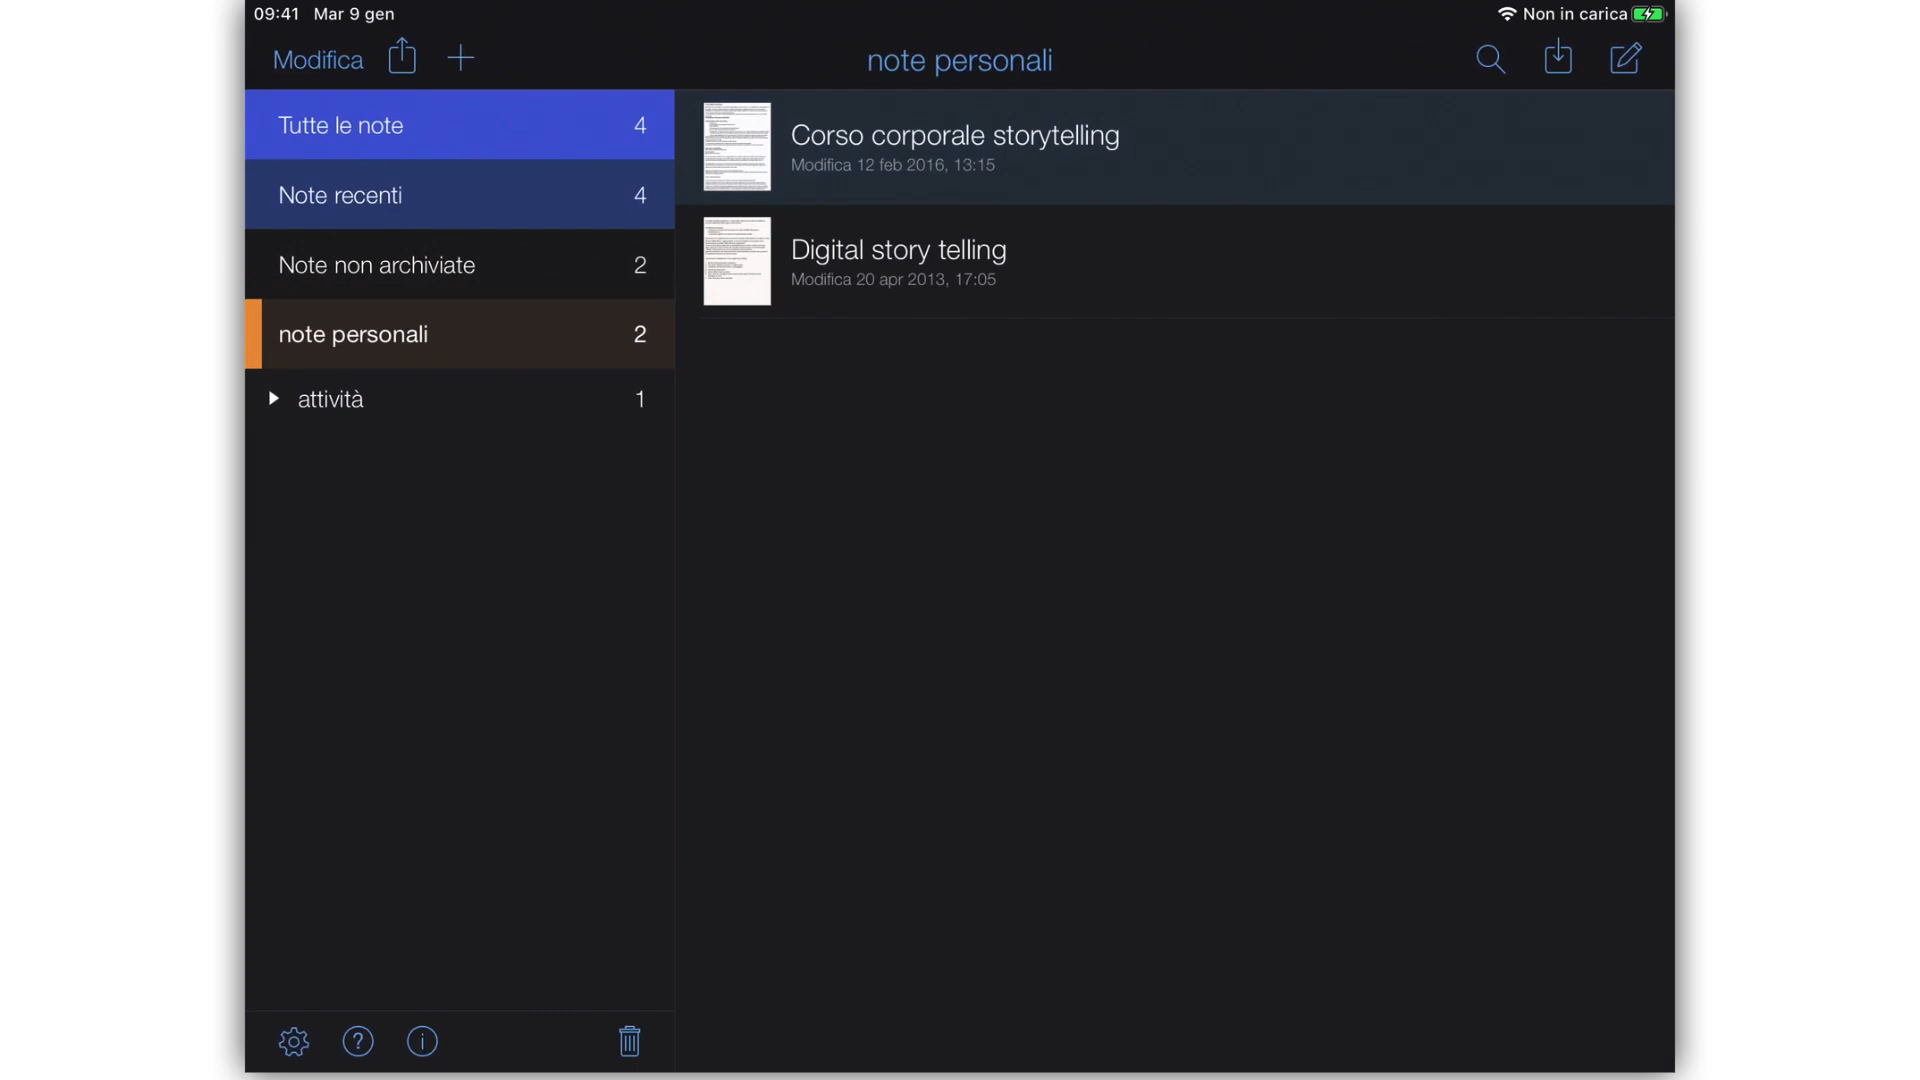 09:41 Mar 9 gen
Non in carica
Modifica
note personali
Tutte le note 4
Note recenti 4
Note non archiviate 2
note personali 2
attività 1
Corso corporale storytelling
Modifica 12 feb 2016, 13:15
Digital story telling
Modifica 20 apr 2013, 17:05